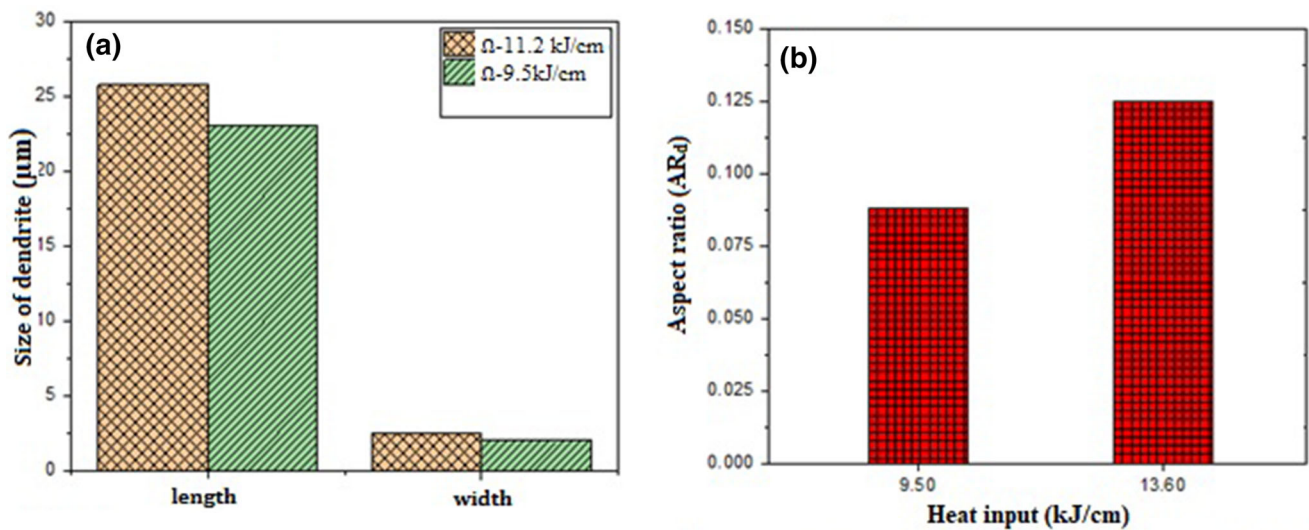 (a)
Ω-11.2 kJ/cm
Ω-9.5kJ/cm
Size of dendrite (μm)
30
25
20
15
10
5
0
length
width
(b)
Aspect ratio (ARd)
0.150
0.125
0.100
0.075
0.050
0.025
0.000
9.50
13.60
Heat input (kJ/cm)